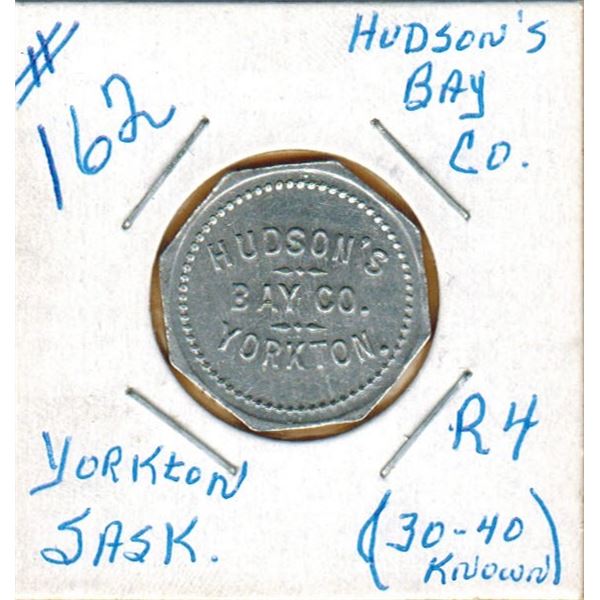 #162
HUDSON'S
BAY
CO.
HUDSON'S
BAY CO.
YORKTON.
YORKTON
SASK.
R4
(30-40
KNOWN)